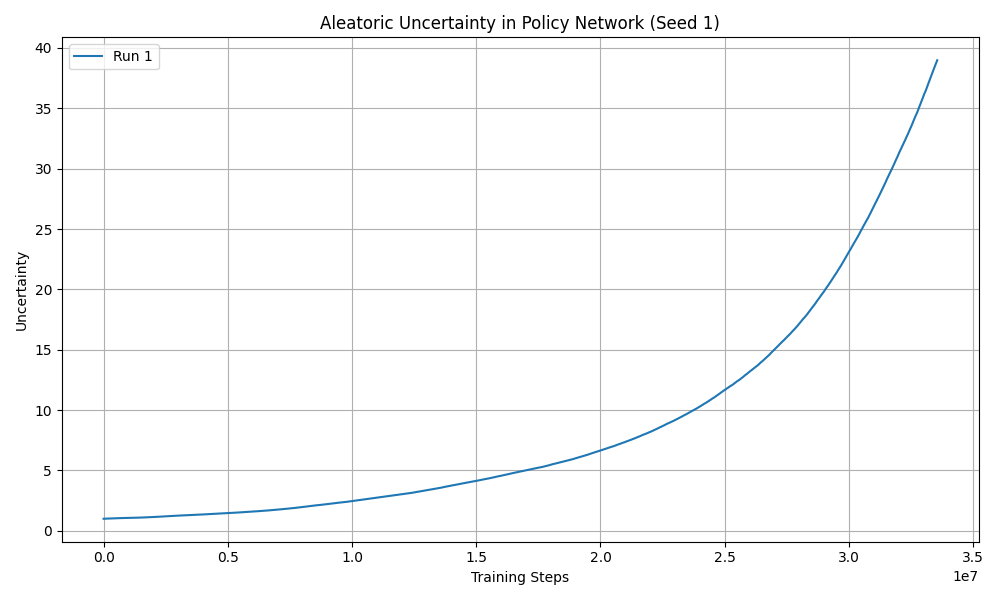 Aleatoric Uncertainty in Policy Network (Seed 1)
Run 1
Uncertainty
40
35
30
25
20
15
10
5
0
0.0 0.5 1.0 1.5 2.0 2.5 3.0 3.5
1e7
Training Steps